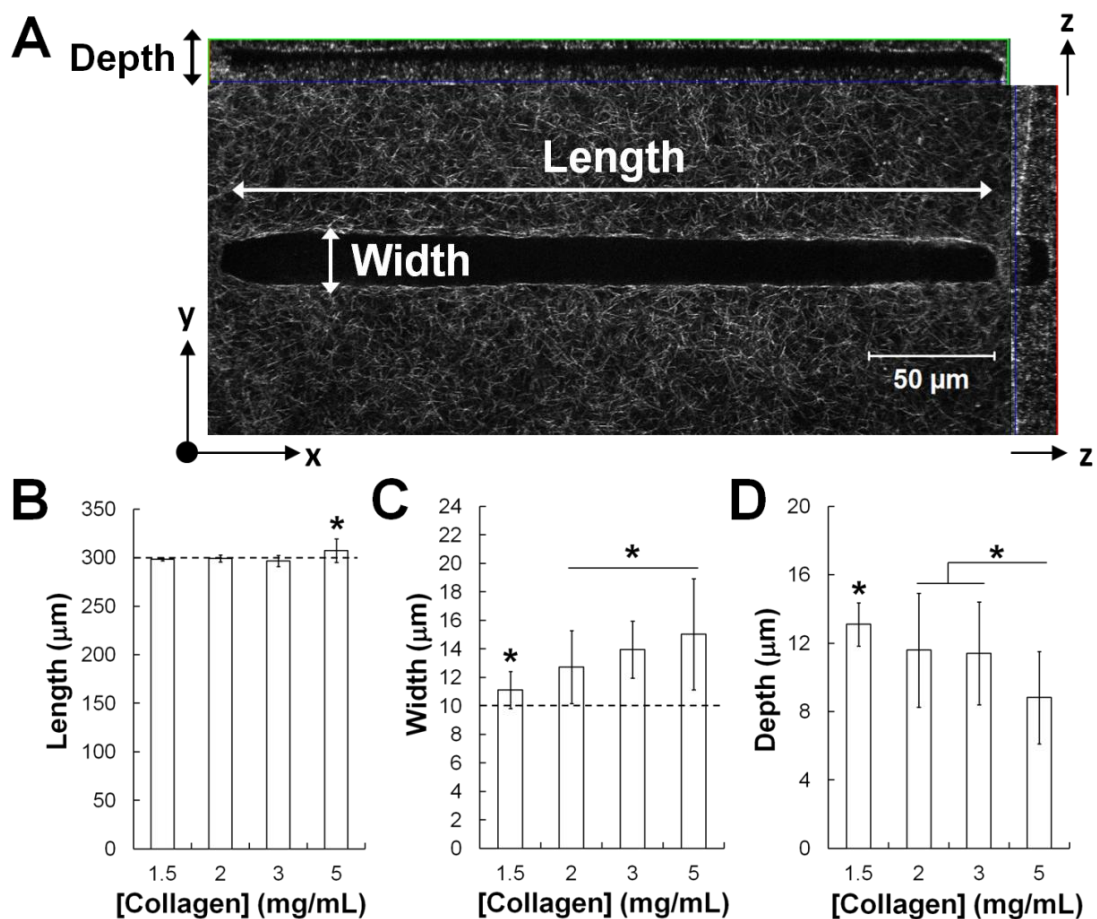 A
Depth
z
Length
Width
y
50 μm
x
z
B
350
300
250
200
150
100
50
0
Length (μm)
*
1.5 2 3 5
[Collagen] (mg/mL)
C
24
22
20
18
16
14
12
10
8
6
4
2
0
Width (μm)
*
*
1.5 2 3 5
[Collagen] (mg/mL)
D
20
16
12
8
4
0
Depth (μm)
*
*
1.5 2 3 5
[Collagen] (mg/mL)